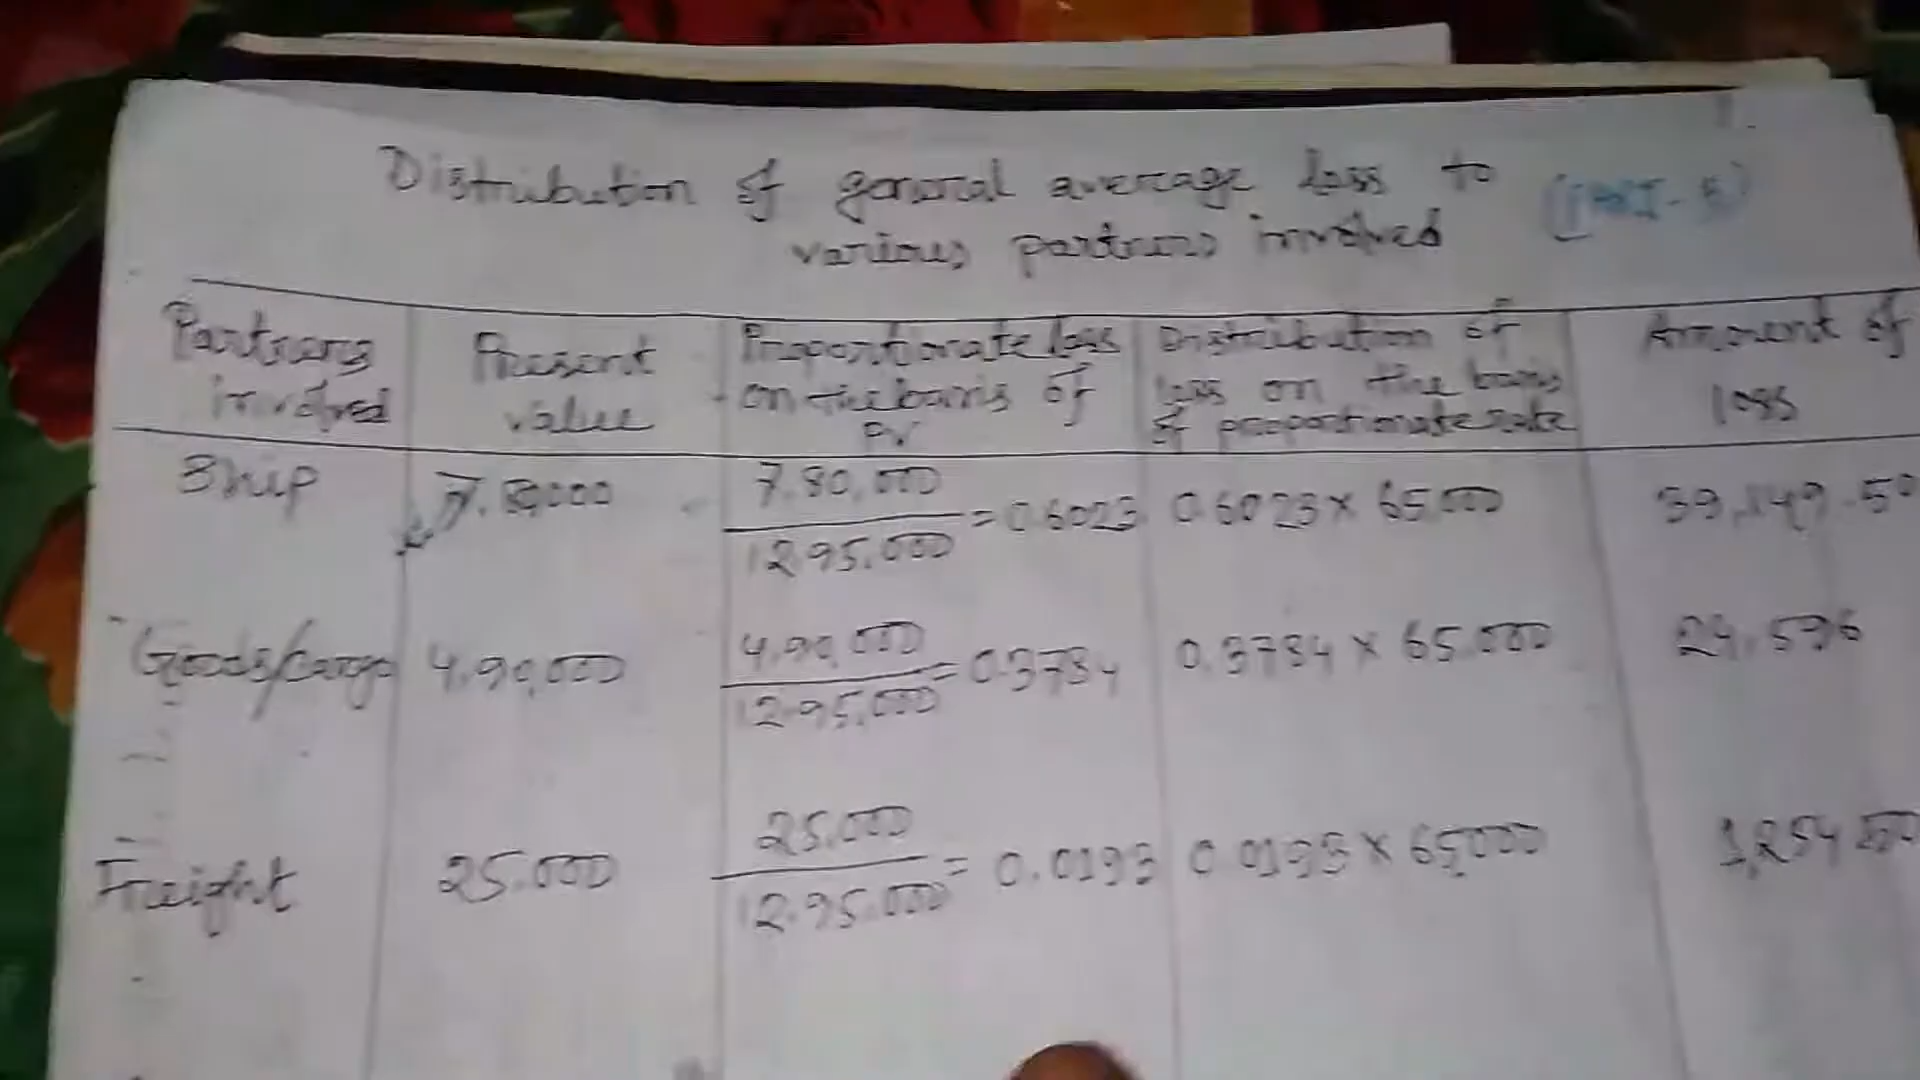 Distribution of general average loss to
various partners involved
Partners involved
Present value
Proportionate loss on the basis of PV
Distribution of loss on the basis of proportionate rate
Amount of loss
Ship
7.80000
7.80,000
12.95,000
= 0.6023
0.6023 × 65,000
39,149.50
Goods/cargo
4.90,000
4.90,000
12.95,000
= 0.3784
0.3784 × 65.000
24.596
Freight
25.000
25.000
12.95.000
= 0.0193
0.0193 × 65,000
1,254.50